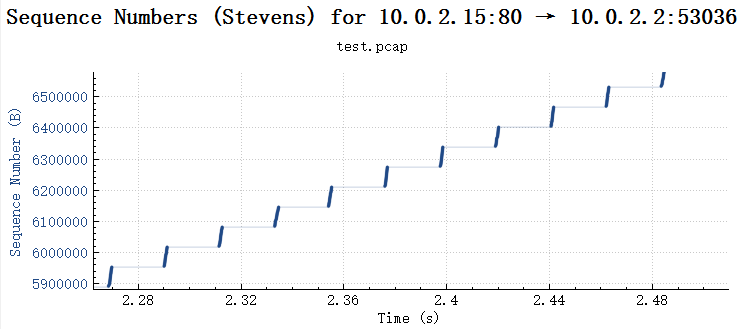 Sequence Numbers (Stevens) for 10.0.2.15:80 → 10.0.2.2:53036
test.pcap
Sequence Number (B)
6500000
6400000
6300000
6200000
6100000
6000000
5900000
2.28 2.32 2.36 2.4 2.44 2.48
Time (s)